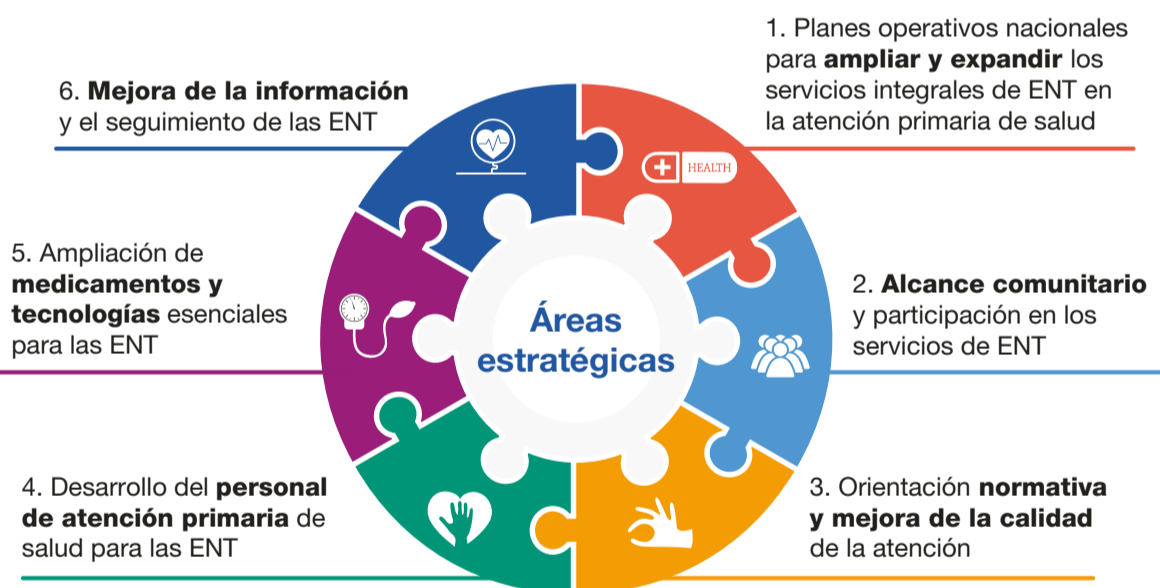 1. Planes operativos nacionales
para ampliar y expandir los
servicios integrales de ENT en
la atención primaria de salud
HEALTH
2. Alcance comunitario
y participación en los
servicios de ENT
3. Orientación normativa
y mejora de la calidad
de la atención
4. Desarrollo del personal
de atención primaria de
salud para las ENT
5. Ampliación de
medicamentos y
tecnologías esenciales
para las ENT
6. Mejora de la información
y el seguimiento de las ENT
Áreas
estratégicas